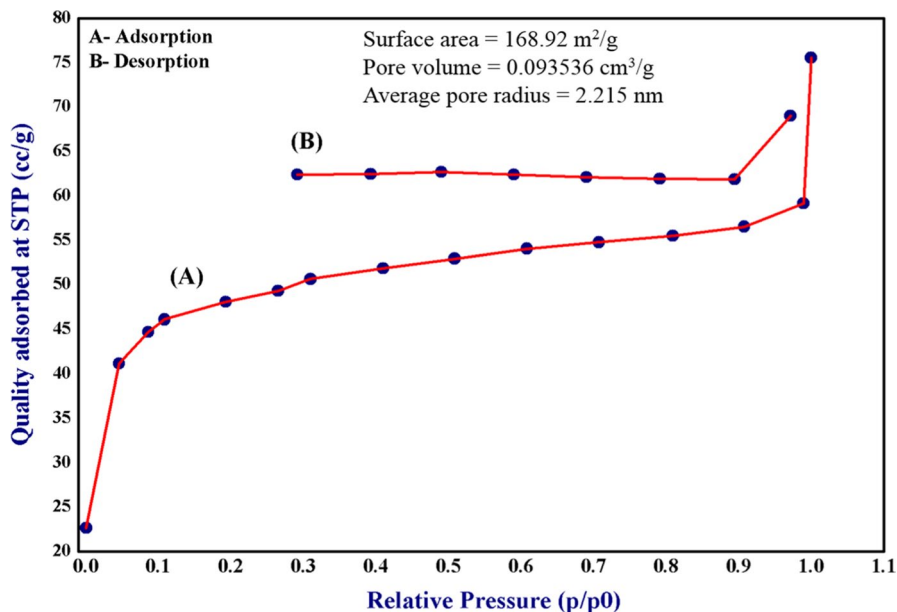 A- Adsorption
B- Desorption
Surface area = 168.92 m²/g
Pore volume = 0.093536 cm³/g
Average pore radius = 2.215 nm
(B)
(A)
Quality adsorbed at STP (cc/g)
80
75
70
65
60
55
50
45
40
35
30
25
20
0.0 0.1 0.2 0.3 0.4 0.5 0.6 0.7 0.8 0.9 1.0 1.1
Relative Pressure (p/p0)